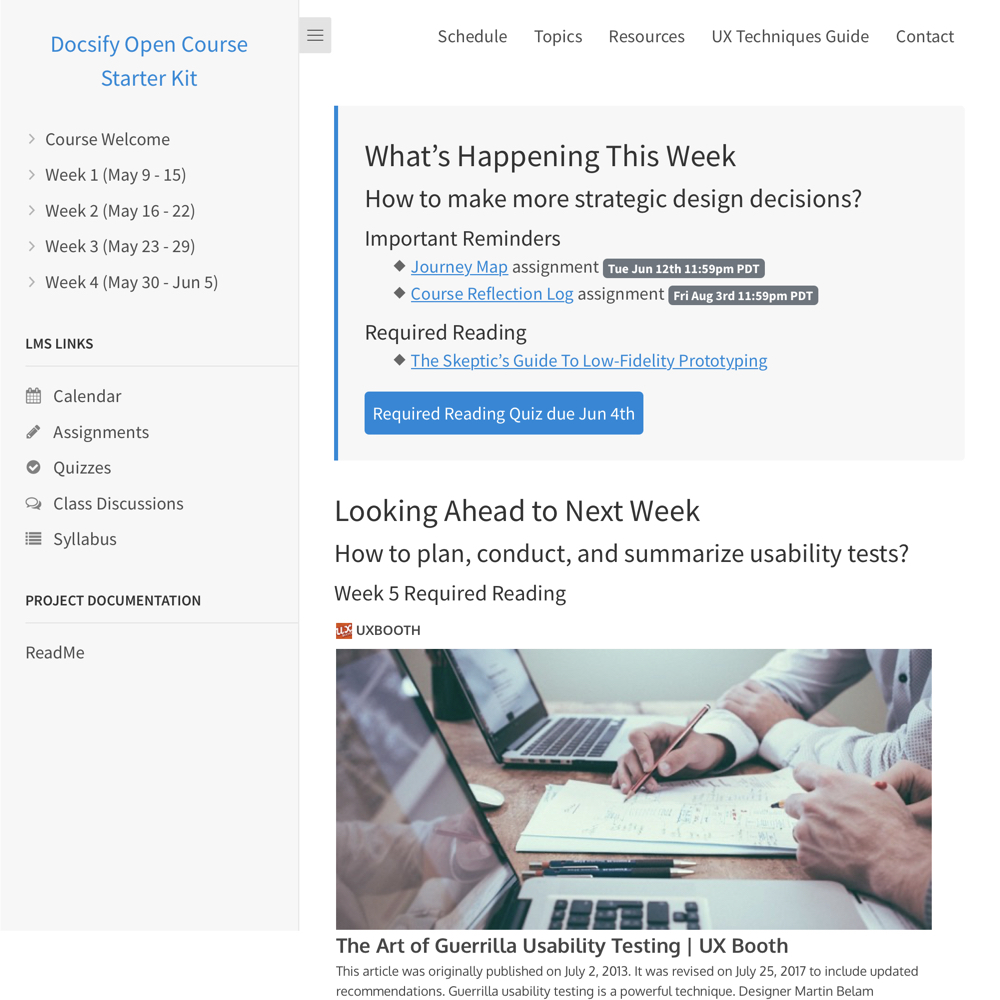 Docsify Open Course
Starter Kit
Course Welcome
Week 1 (May 9 - 15)
Week 2 (May 16 - 22)
Week 3 (May 23 - 29)
Week 4 (May 30 - Jun 5)
LMS LINKS
Calendar
Assignments
Quizzes
Class Discussions
Syllabus
PROJECT DOCUMENTATION
ReadMe
Schedule Topics Resources UX Techniques Guide Contact
What’s Happening This Week
How to make more strategic design decisions?
Important Reminders
Journey Map assignment Tue Jun 12th 11:59pm PDT
Course Reflection Log assignment Fri Aug 3rd 11:59pm PDT
Required Reading
The Skeptic’s Guide To Low-Fidelity Prototyping
Required Reading Quiz due Jun 4th
Looking Ahead to Next Week
How to plan, conduct, and summarize usability tests?
Week 5 Required Reading
UX UXBOOTH
The Art of Guerrilla Usability Testing | UX Booth
This article was originally published on July 2, 2013. It was revised on July 25, 2017 to include updated
recommendations. Guerrilla usability testing is a powerful technique. Designer Martin Belam